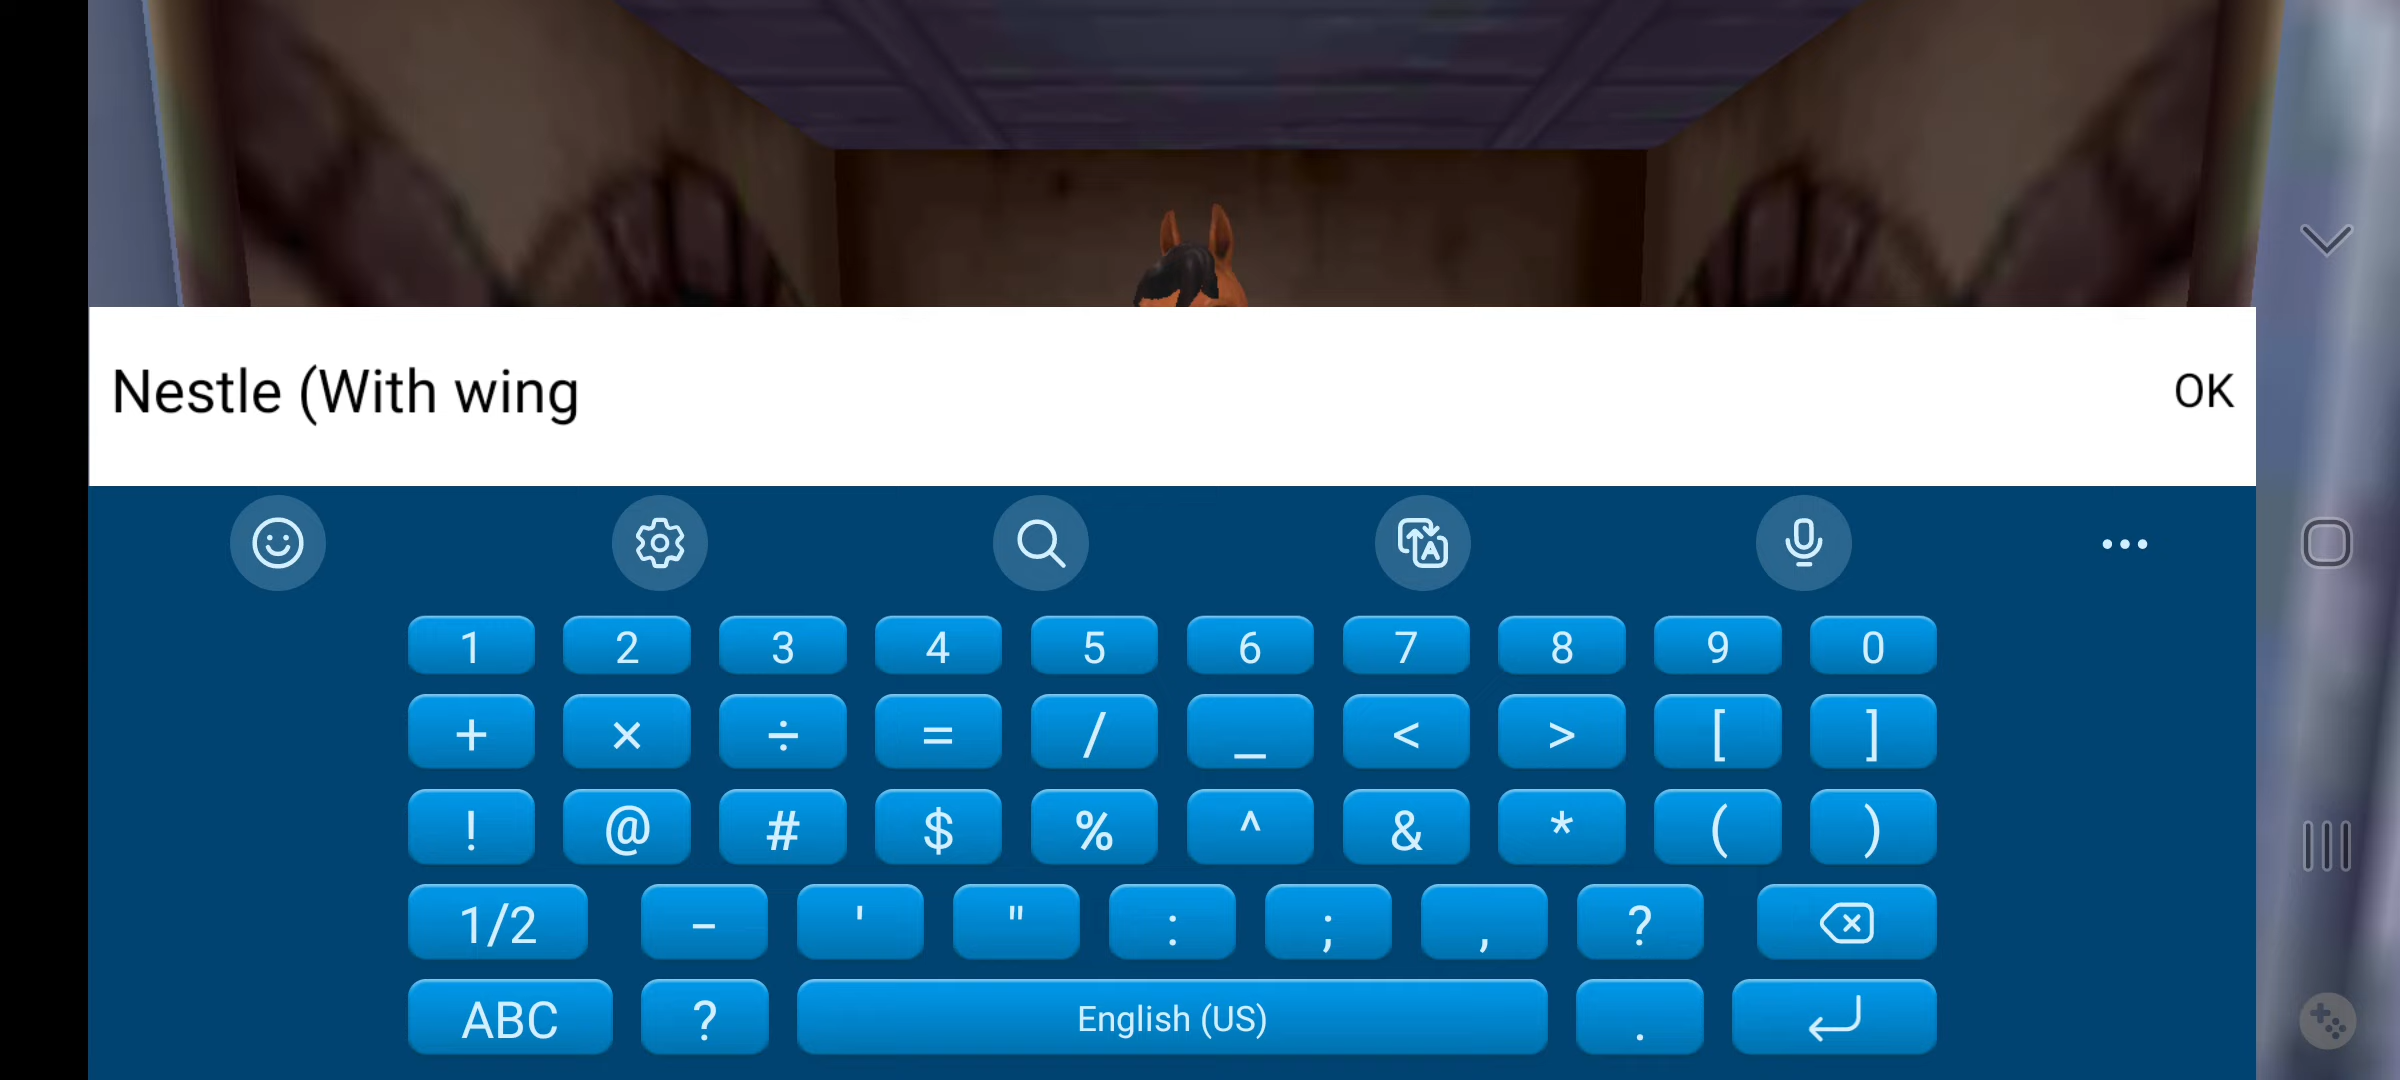 Nestle (With wing
OK
1 2 3 4 5 6 7 8 9 0
+ × ÷ = / _ < > [ ]
! @ # $ % ^ & * ( )
1/2 - ' " : ; , ?
ABC ? English (US) .